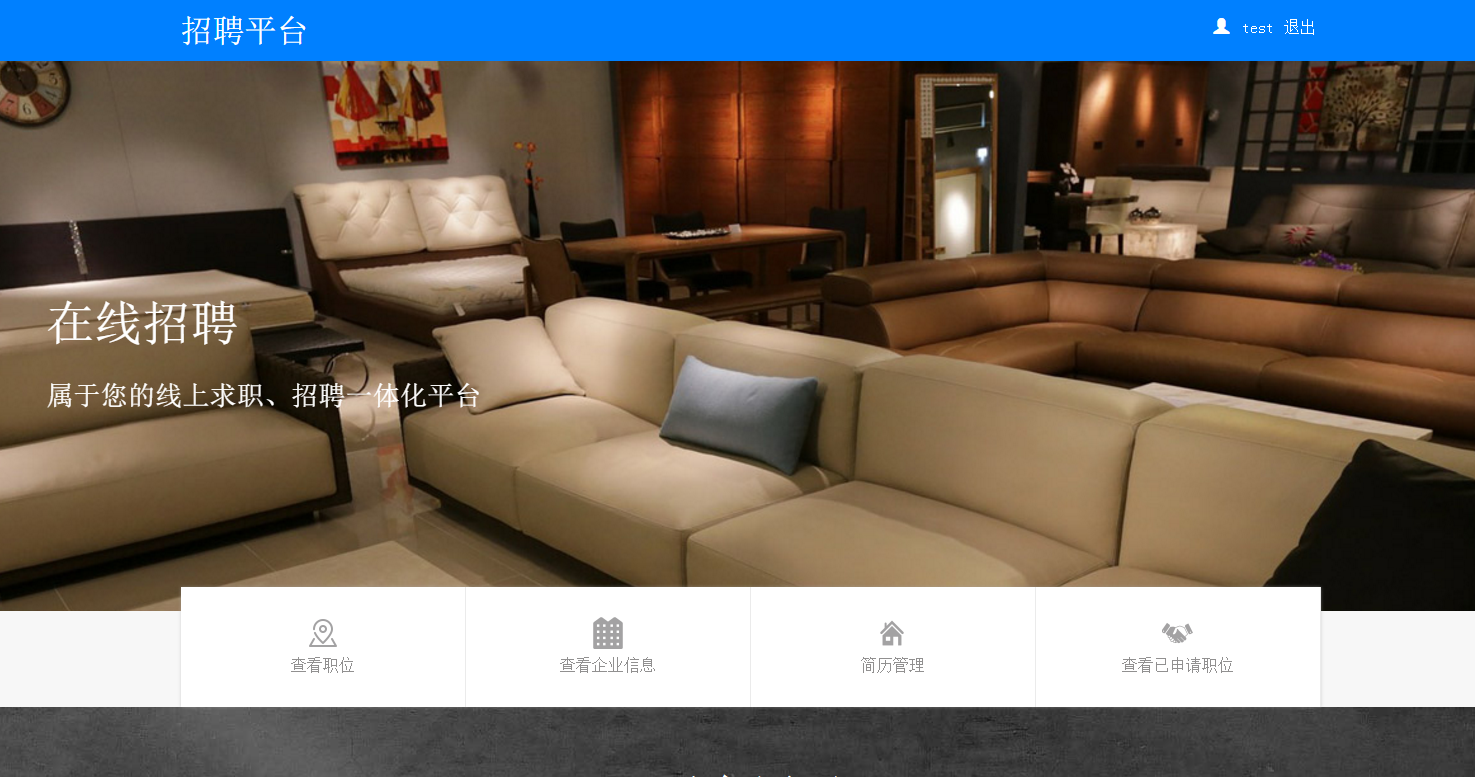 招聘平台
test 退出
在线招聘
属于您的线上求职、招聘一体化平台
查看职位
查看企业信息
简历管理
查看已申请职位